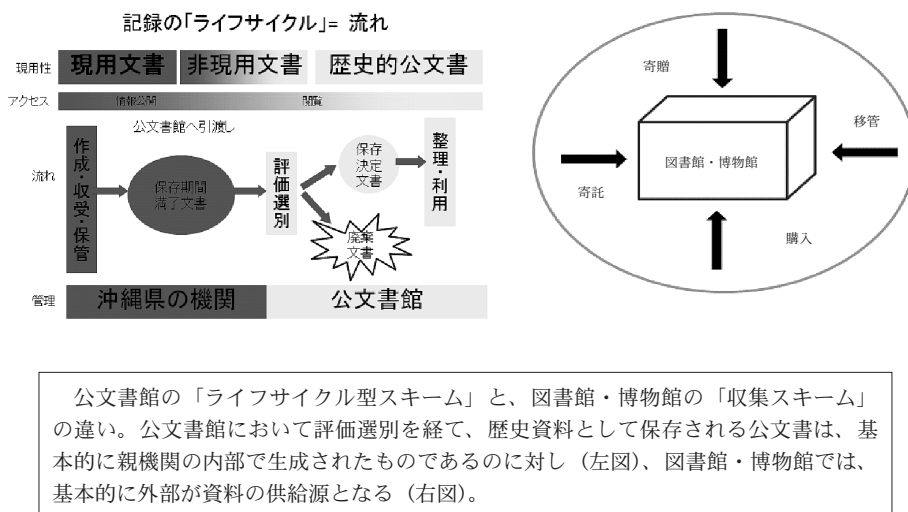 記録の「ライフサイクル」= 流れ
現用性
現用文書
非現用文書
歴史的公文書
アクセス
情報公開
閲覧
公文書館へ引渡し
流れ
作成・収受・保管
保存期間
満了文書
評価選別
保存
決定
文書
廃棄
文書
整理・利用
管理
沖縄県の機関
公文書館
寄贈
移管
図書館・博物館
寄託
購入
公文書館の「ライフサイクル型スキーム」と、図書館・博物館の「収集スキーム」
の違い。公文書館において評価選別を経て、歴史資料として保存される公文書は、基
本的に親機関の内部で生成されたものであるのに対し（左図）、図書館・博物館では、
基本的に外部が資料の供給源となる（右図）。